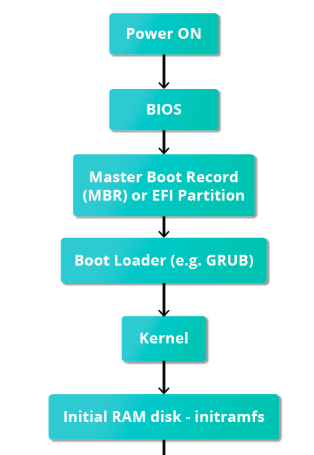 Power ON
BIOS
Master Boot Record
(MBR) or EFI Partition
Boot Loader (e.g. GRUB)
Kernel
Initial RAM disk - initramfs